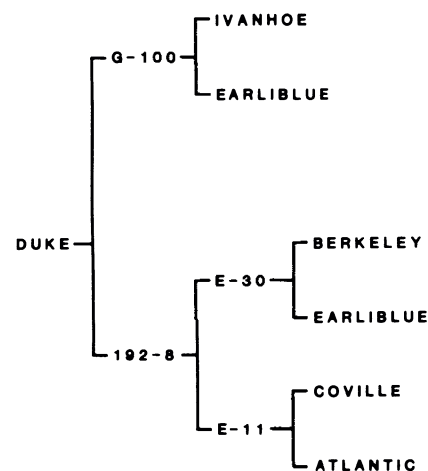 IVANHOE
G-100
EARLIBLUE
DUKE
BERKELEY
E-30
EARLIBLUE
192-8
COVILLE
E-11
ATLANTIC